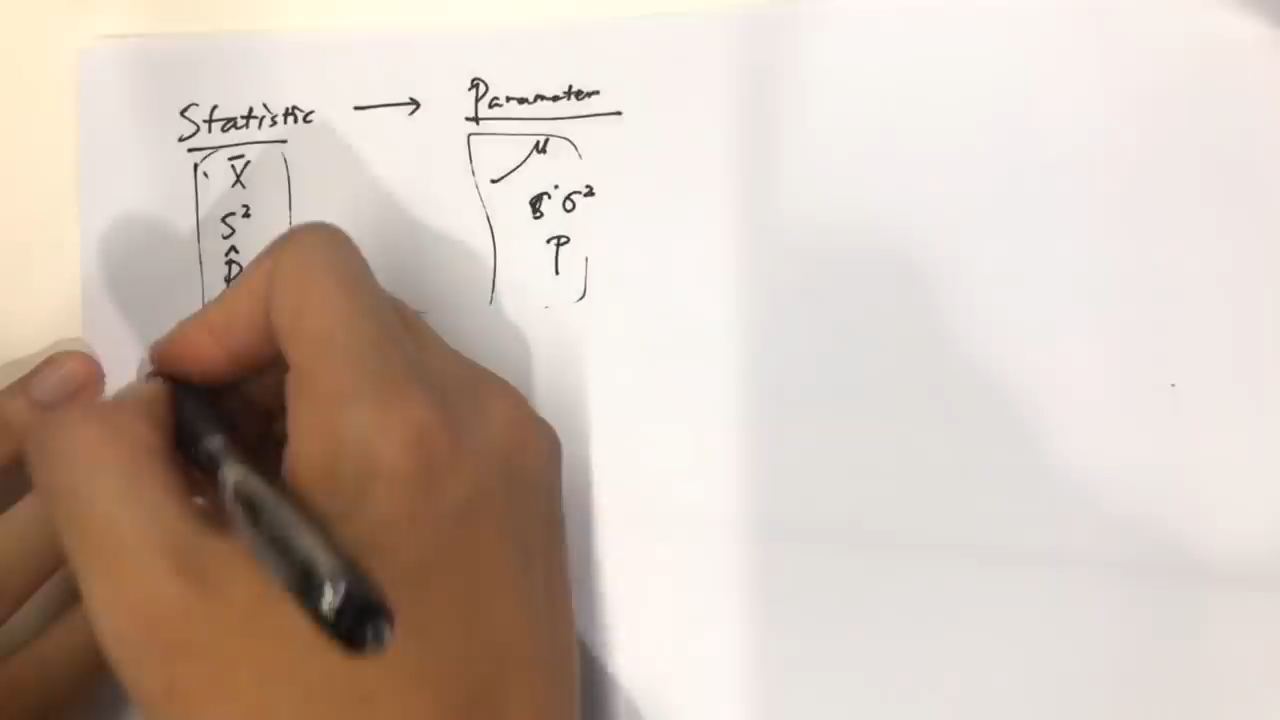 Statistic → Parameter
X̄ μ
S² σ²
p̂ P